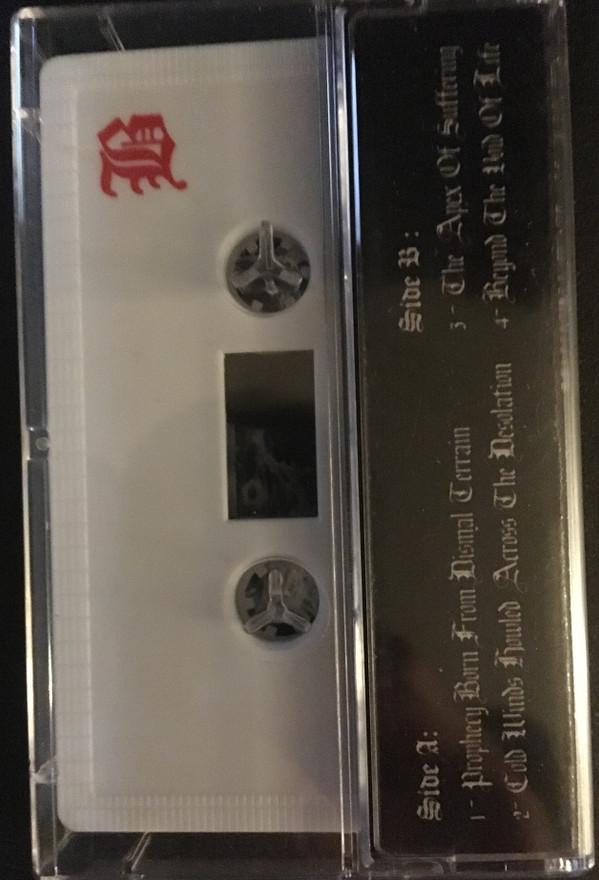 Side A:
1- Prophecy Born From Dismal Terrain
2- Cold Winds Howled Across The Desolation
Side B:
3- The Apex Of Suffering
4- Beyond The Void Of Life